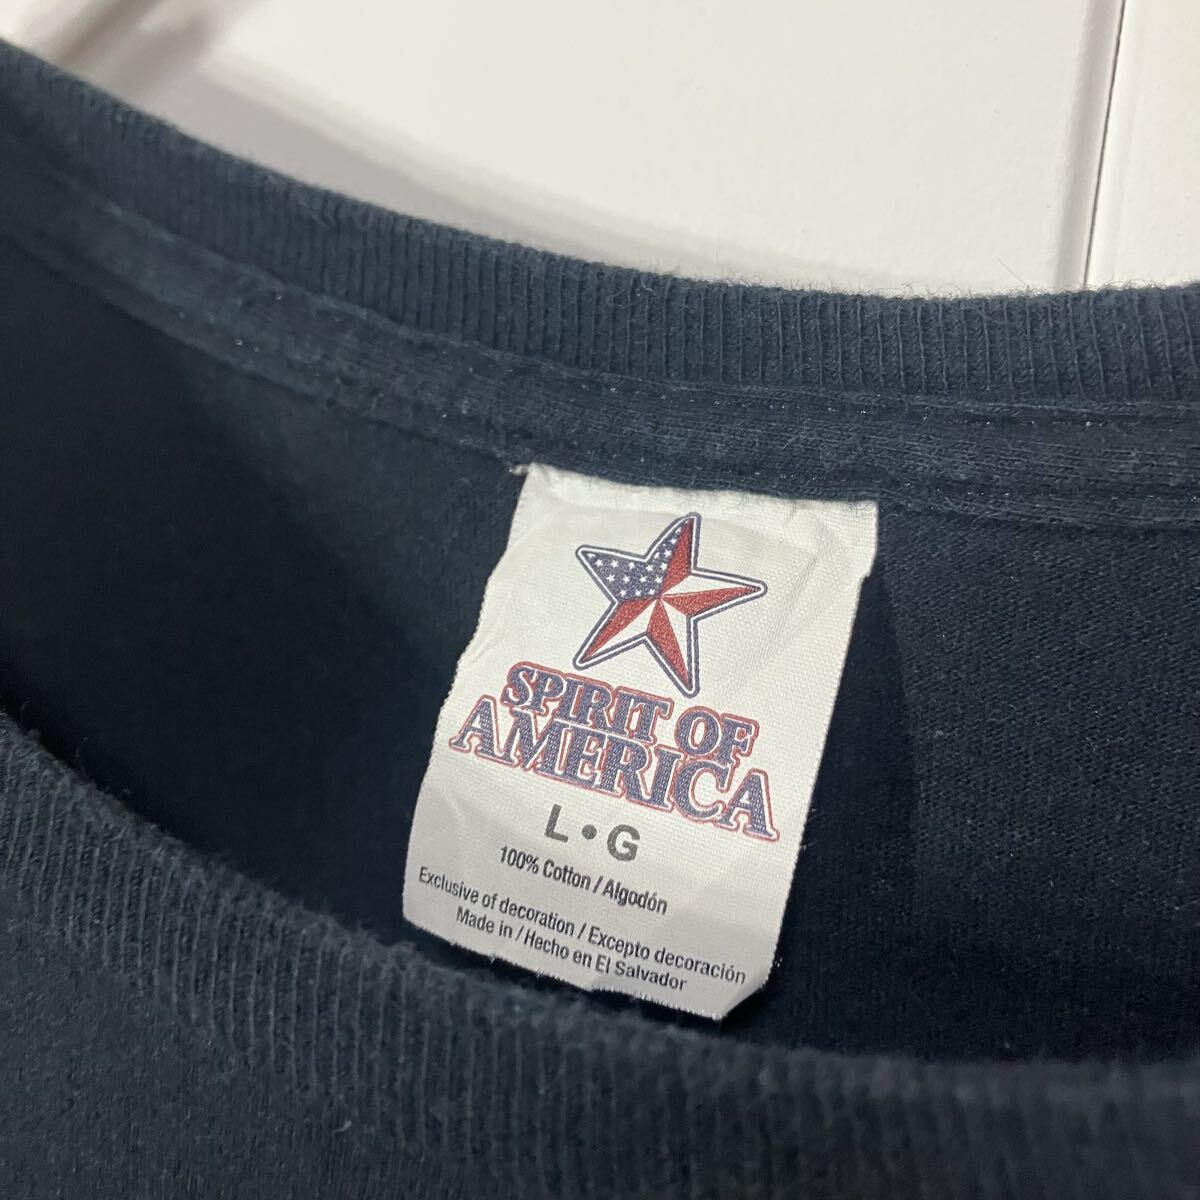 SPIRIT OF
AMERICA
L • G
100% Cotton / Algodón
Exclusive of decoration / Excepto decoración
Made in / Hecho en El Salvador